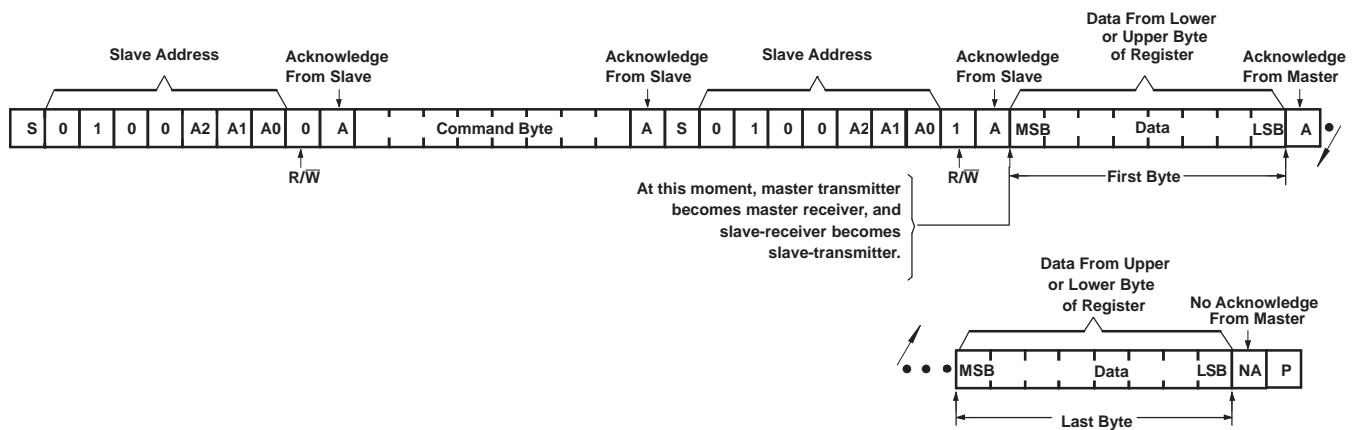 Slave Address
Acknowledge
From Slave
Acknowledge
From Slave
Slave Address
Acknowledge
From Slave
Data From Lower
or Upper Byte
of Register
Acknowledge
From Master
S 0 1 0 0 A2 A1 A0 0 A Command Byte A S 0 1 0 0 A2 A1 A0 1 A MSB Data LSB A
R/W̅
R/W̅
First Byte
At this moment, master transmitter
becomes master receiver, and
slave-receiver becomes
slave-transmitter.
Data From Upper
or Lower Byte
of Register
No Acknowledge
From Master
MSB Data LSB NA P
Last Byte